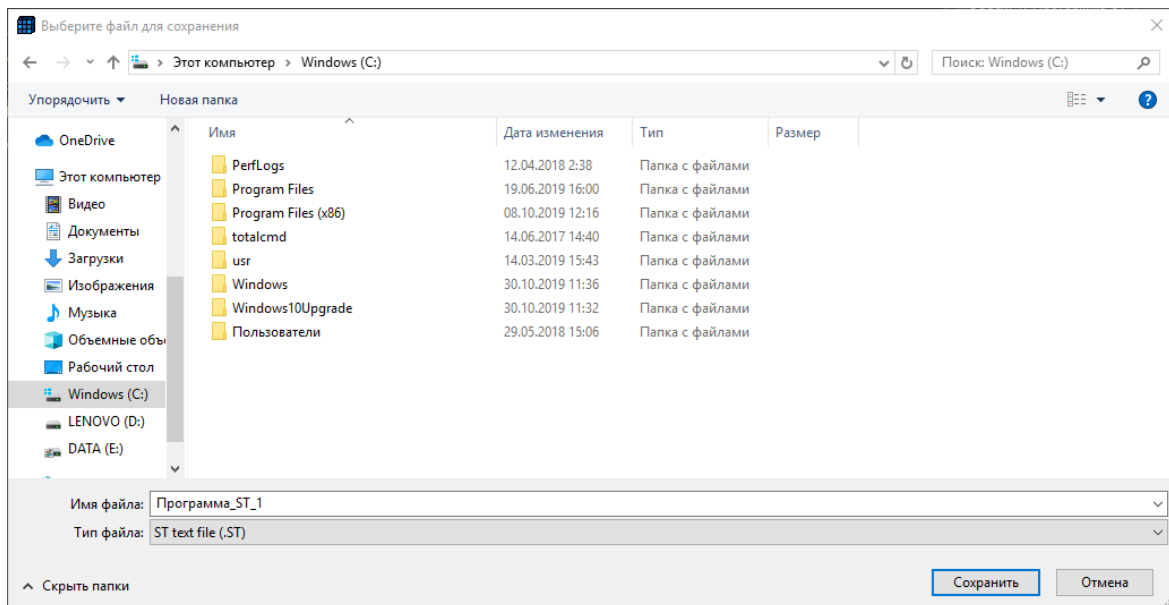 Выберите файл для сохранения
Этот компьютер › Windows (C:)
Поиск: Windows (C:)
Упорядочить
Новая папка
OneDrive
Этот компьютер
Видео
Документы
Загрузки
Изображения
Музыка
Объемные объ
Рабочий стол
Windows (C:)
LENOVO (D:)
DATA (E:)
Имя Дата изменения Тип Размер
PerfLogs 12.04.2018 2:38 Папка с файлами
Program Files 19.06.2019 16:00 Папка с файлами
Program Files (x86) 08.10.2019 12:16 Папка с файлами
totalcmd 14.06.2017 14:40 Папка с файлами
usr 14.03.2019 15:43 Папка с файлами
Windows 30.10.2019 11:36 Папка с файлами
Windows10Upgrade 30.10.2019 11:32 Папка с файлами
Пользователи 29.05.2018 15:06 Папка с файлами
Имя файла: Программа_ST_1
Тип файла: ST text file (.ST)
Скрыть папки
Сохранить
Отмена